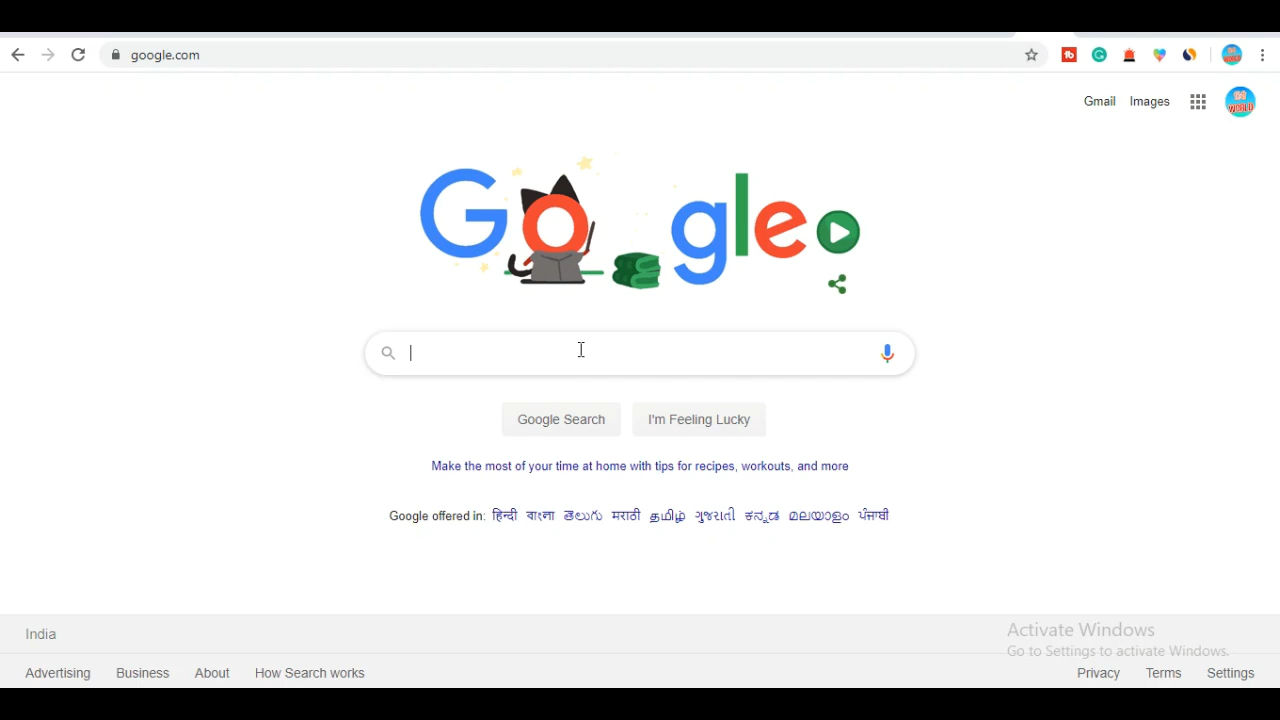 google.com
Gmail Images
Google
Google Search I'm Feeling Lucky
Make the most of your time at home with tips for recipes, workouts, and more
Google offered in: हिन्दी বাংলা తెలుగు मराठी தமிழ் ગુજરાતી ಕನ್ನಡ മലയാളം ਪੰਜਾਬੀ
India
Activate Windows
Go to Settings to activate Windows.
Advertising Business About How Search works Privacy Terms Settings